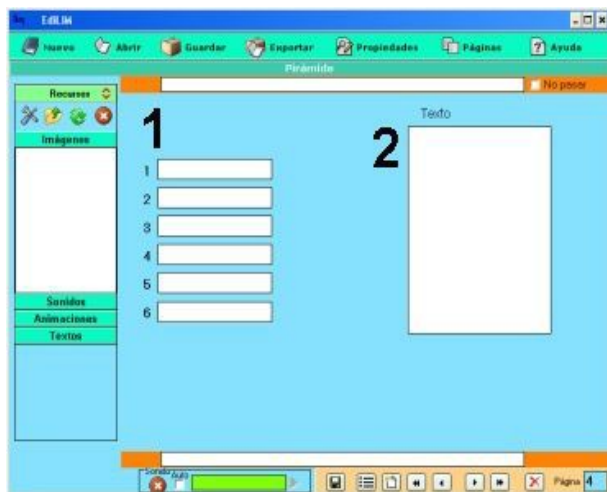 EdiLIM
Nuevo Abrir Guardar Exportar Propiedades Páginas Ayuda
Pirámide
Recursos
No pasar
Imágenes
1
2
Texto
1
2
3
4
5
6
Sonidos
Animaciones
Textos
Sonido Auto
Página 4